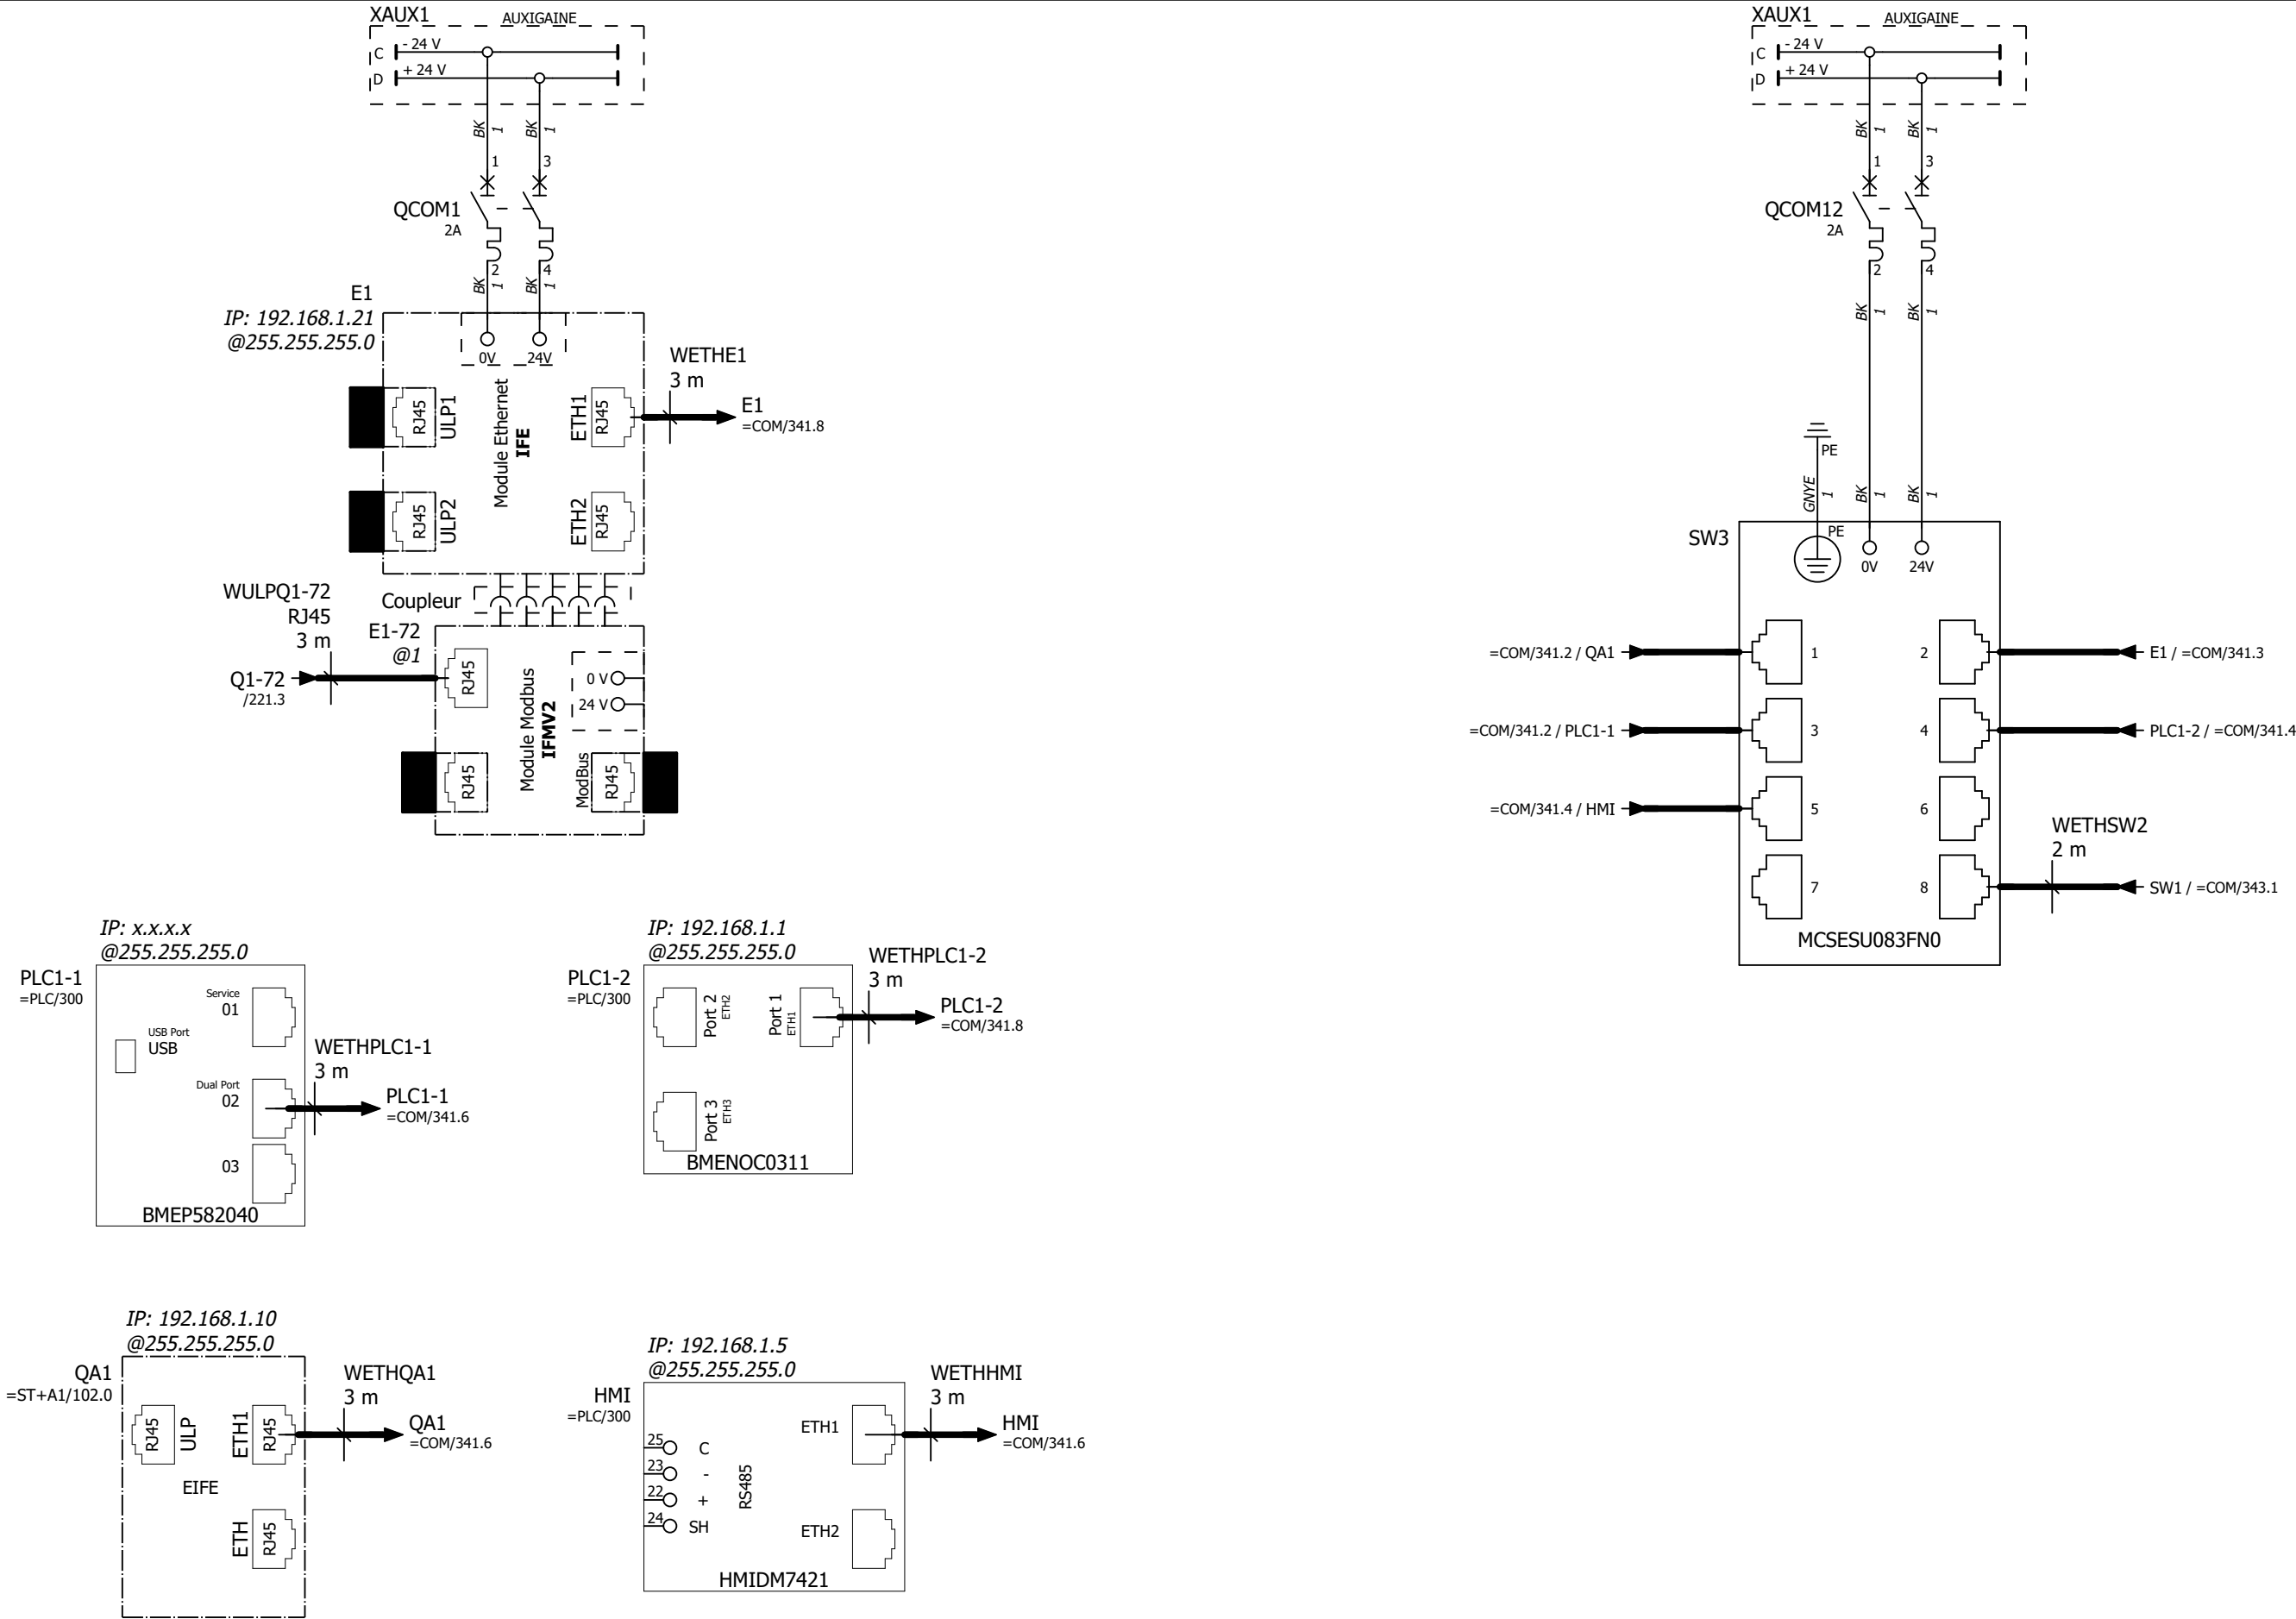 XAUX1
AUXIGAINE
C
- 24 V
D
+ 24 V
BK
1
BK
1
1
3
QCOM1
2A
2
4
BK
1
BK
1
E1
IP: 192.168.1.21
@255.255.255.0
0V
24V
Module Ethernet
IFE
RJ45
ULP1
ETH1
RJ45
WETHE1
3 m
E1
=COM/341.8
RJ45
ULP2
ETH2
RJ45
Coupleur
WULPQ1-72
RJ45
3 m
E1-72
@1
Q1-72
/221.3
RJ45
Module Modbus
IFMV2
0 V
24 V
RJ45
ModBus
RJ45
XAUX1
AUXIGAINE
C
- 24 V
D
+ 24 V
BK
1
BK
1
1
3
QCOM12
2A
2
4
BK
1
BK
1
PE
GNYE
1
BK
1
BK
1
SW3
PE
0V
24V
=COM/341.2 / QA1
1
2
E1 / =COM/341.3
=COM/341.2 / PLC1-1
3
4
PLC1-2 / =COM/341.4
=COM/341.4 / HMI
5
6
WETHSW2
2 m
7
8
SW1 / =COM/343.1
MCSESU083FN0
IP: x.x.x.x
@255.255.255.0
PLC1-1
=PLC/300
Service
01
USB Port
USB
WETHPLC1-1
3 m
Dual Port
02
PLC1-1
=COM/341.6
03
BMEP582040
IP: 192.168.1.1
@255.255.255.0
PLC1-2
=PLC/300
Port 2
ETH2
Port 1
ETH1
WETHPLC1-2
3 m
PLC1-2
=COM/341.8
Port 3
ETH3
BMENOC0311
IP: 192.168.1.10
@255.255.255.0
QA1
=ST+A1/102.0
RJ45
ULP
ETH1
RJ45
WETHQA1
3 m
QA1
=COM/341.6
EIFE
ETH
RJ45
IP: 192.168.1.5
@255.255.255.0
HMI
=PLC/300
ETH1
WETHHMI
3 m
HMI
=COM/341.6
25
C
23
-
22
+
24
SH
RS485
ETH2
HMIDM7421